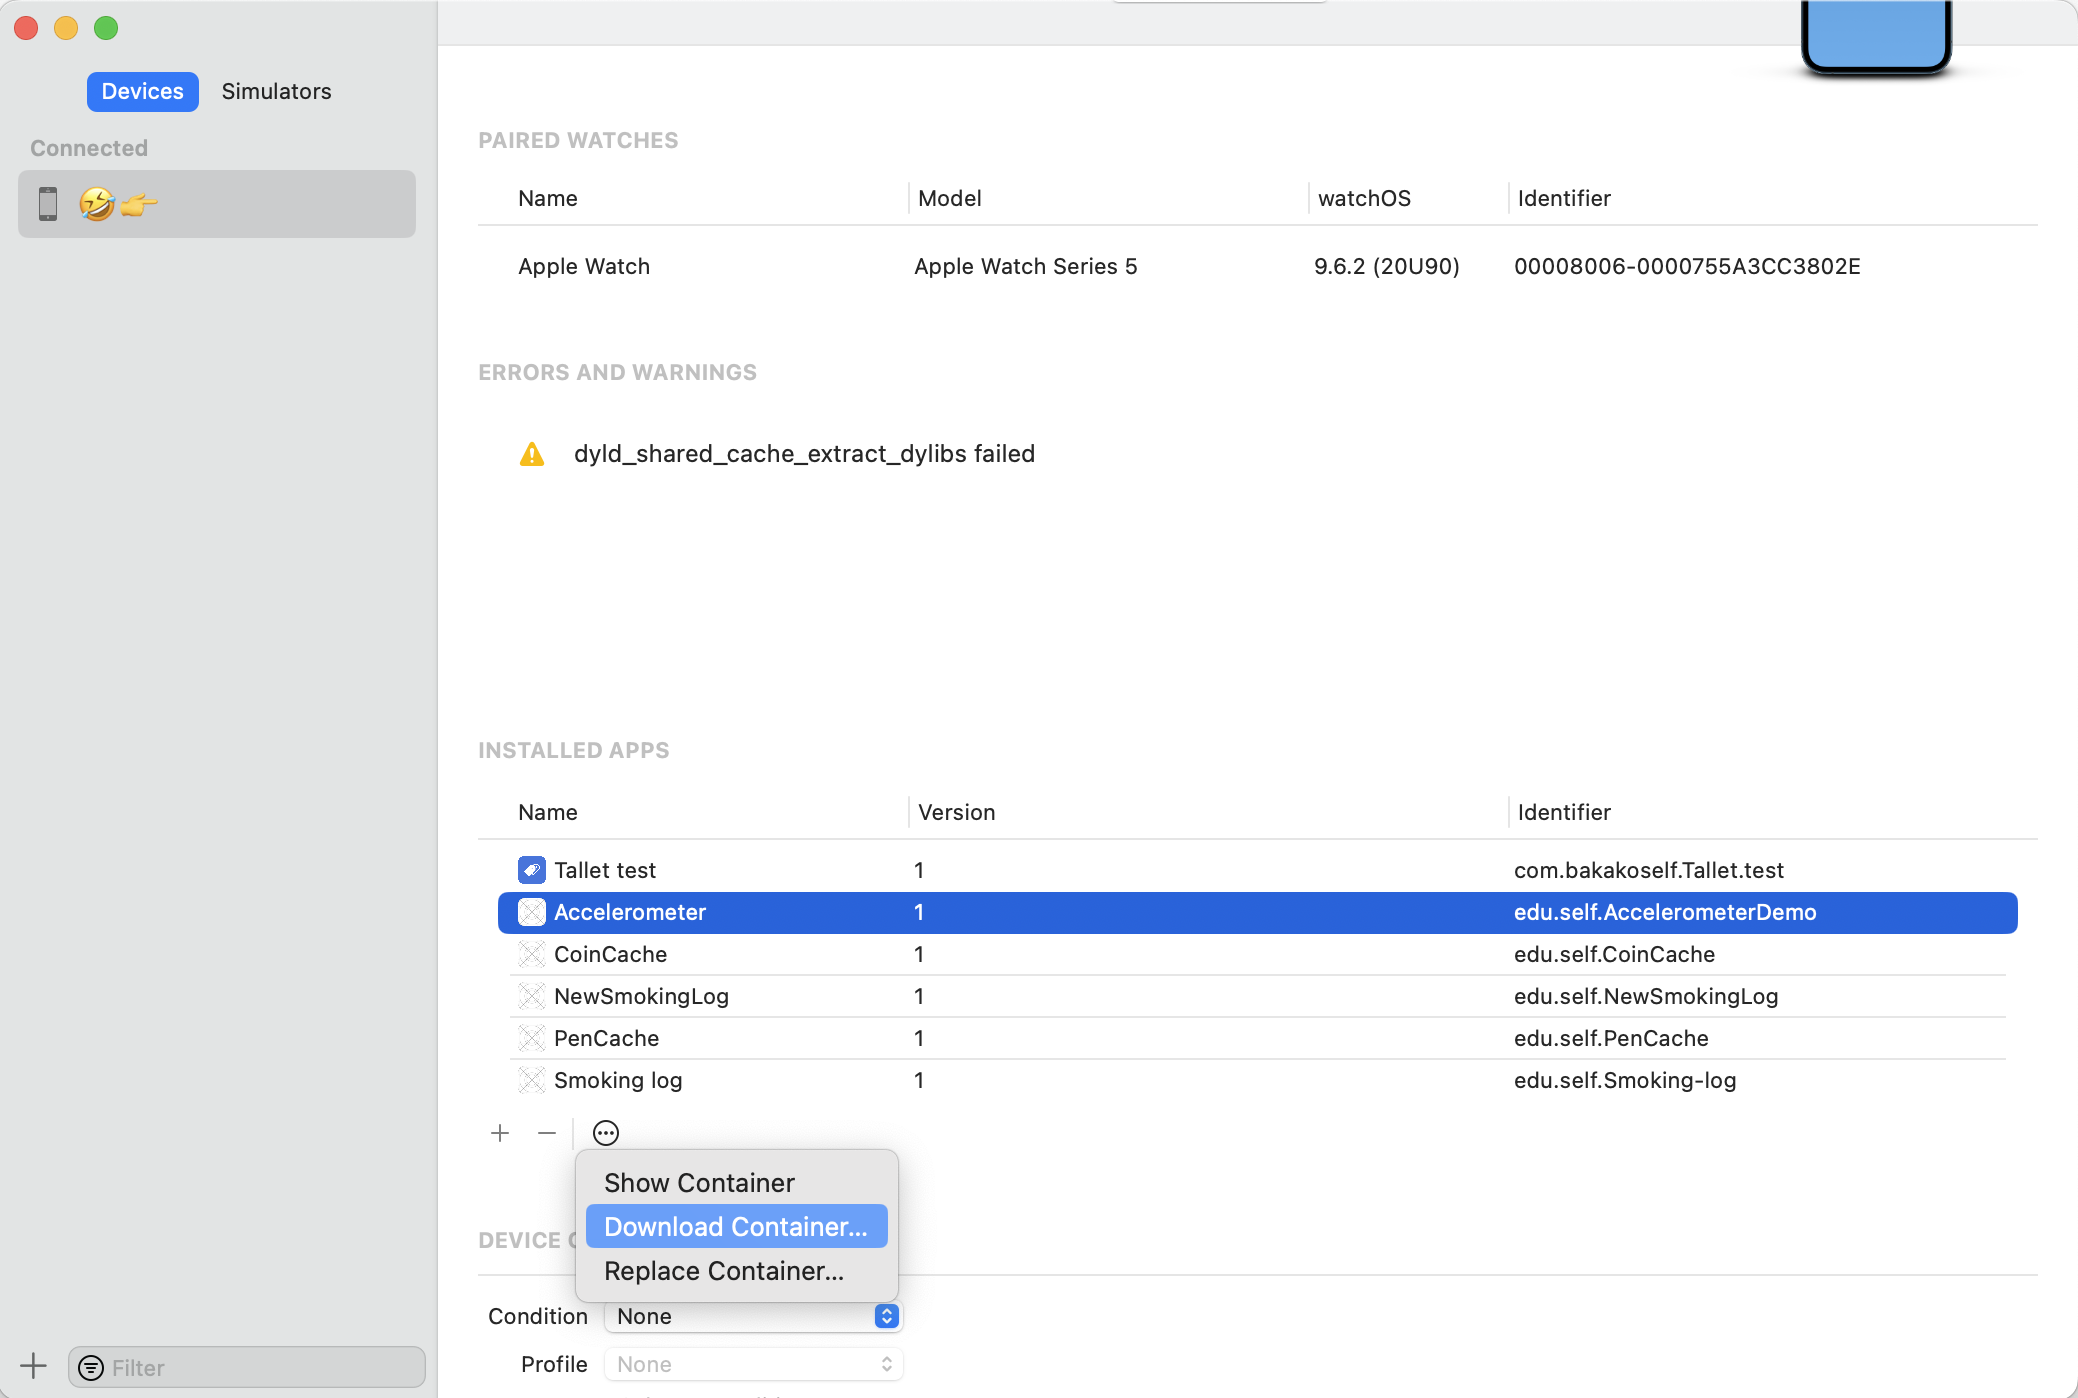 Devices Simulators
Connected
🤣👉
PAIRED WATCHES
Name Model watchOS Identifier
Apple Watch Apple Watch Series 5 9.6.2 (20U90) 00008006-0000755A3CC3802E
ERRORS AND WARNINGS
dyld_shared_cache_extract_dylibs failed
INSTALLED APPS
Name Version Identifier
Tallet test 1 com.bakakoself.Tallet.test
Accelerometer 1 edu.self.AccelerometerDemo
CoinCache 1 edu.self.CoinCache
NewSmokingLog 1 edu.self.NewSmokingLog
PenCache 1 edu.self.PenCache
Smoking log 1 edu.self.Smoking-log
Show Container
Download Container...
Replace Container...
DEVICE
Condition None
Profile None
Filter